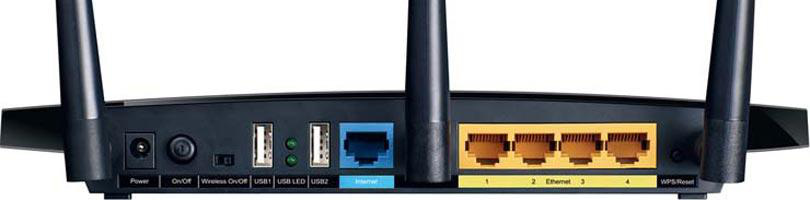 Power On/Off Wireless On/Off USB1 USB LED USB2 Internet 1 2 Ethernet 3 4 WPS/Reset